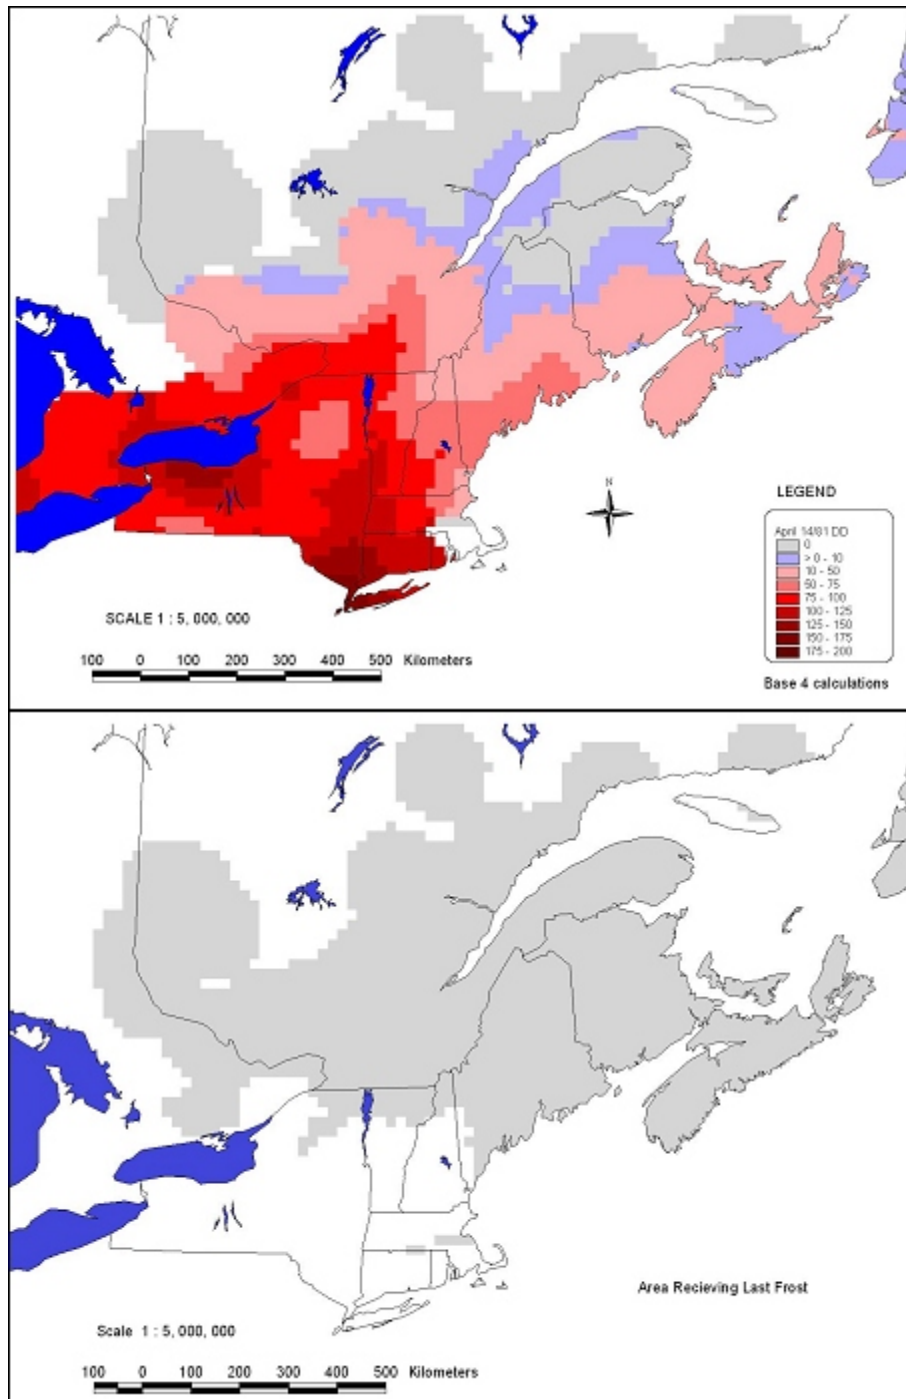 N
LEGEND
April 14/81 DD
0
> 0 - 10
10 - 50
50 - 75
75 - 100
100 - 125
125 - 150
150 - 175
175 - 200
Base 4 calculations
SCALE 1 : 5, 000, 000
100 0 100 200 300 400 500 Kilometers
Area Recieving Last Frost
Scale 1 : 5, 000, 000
100 0 100 200 300 400 500 Kilometers